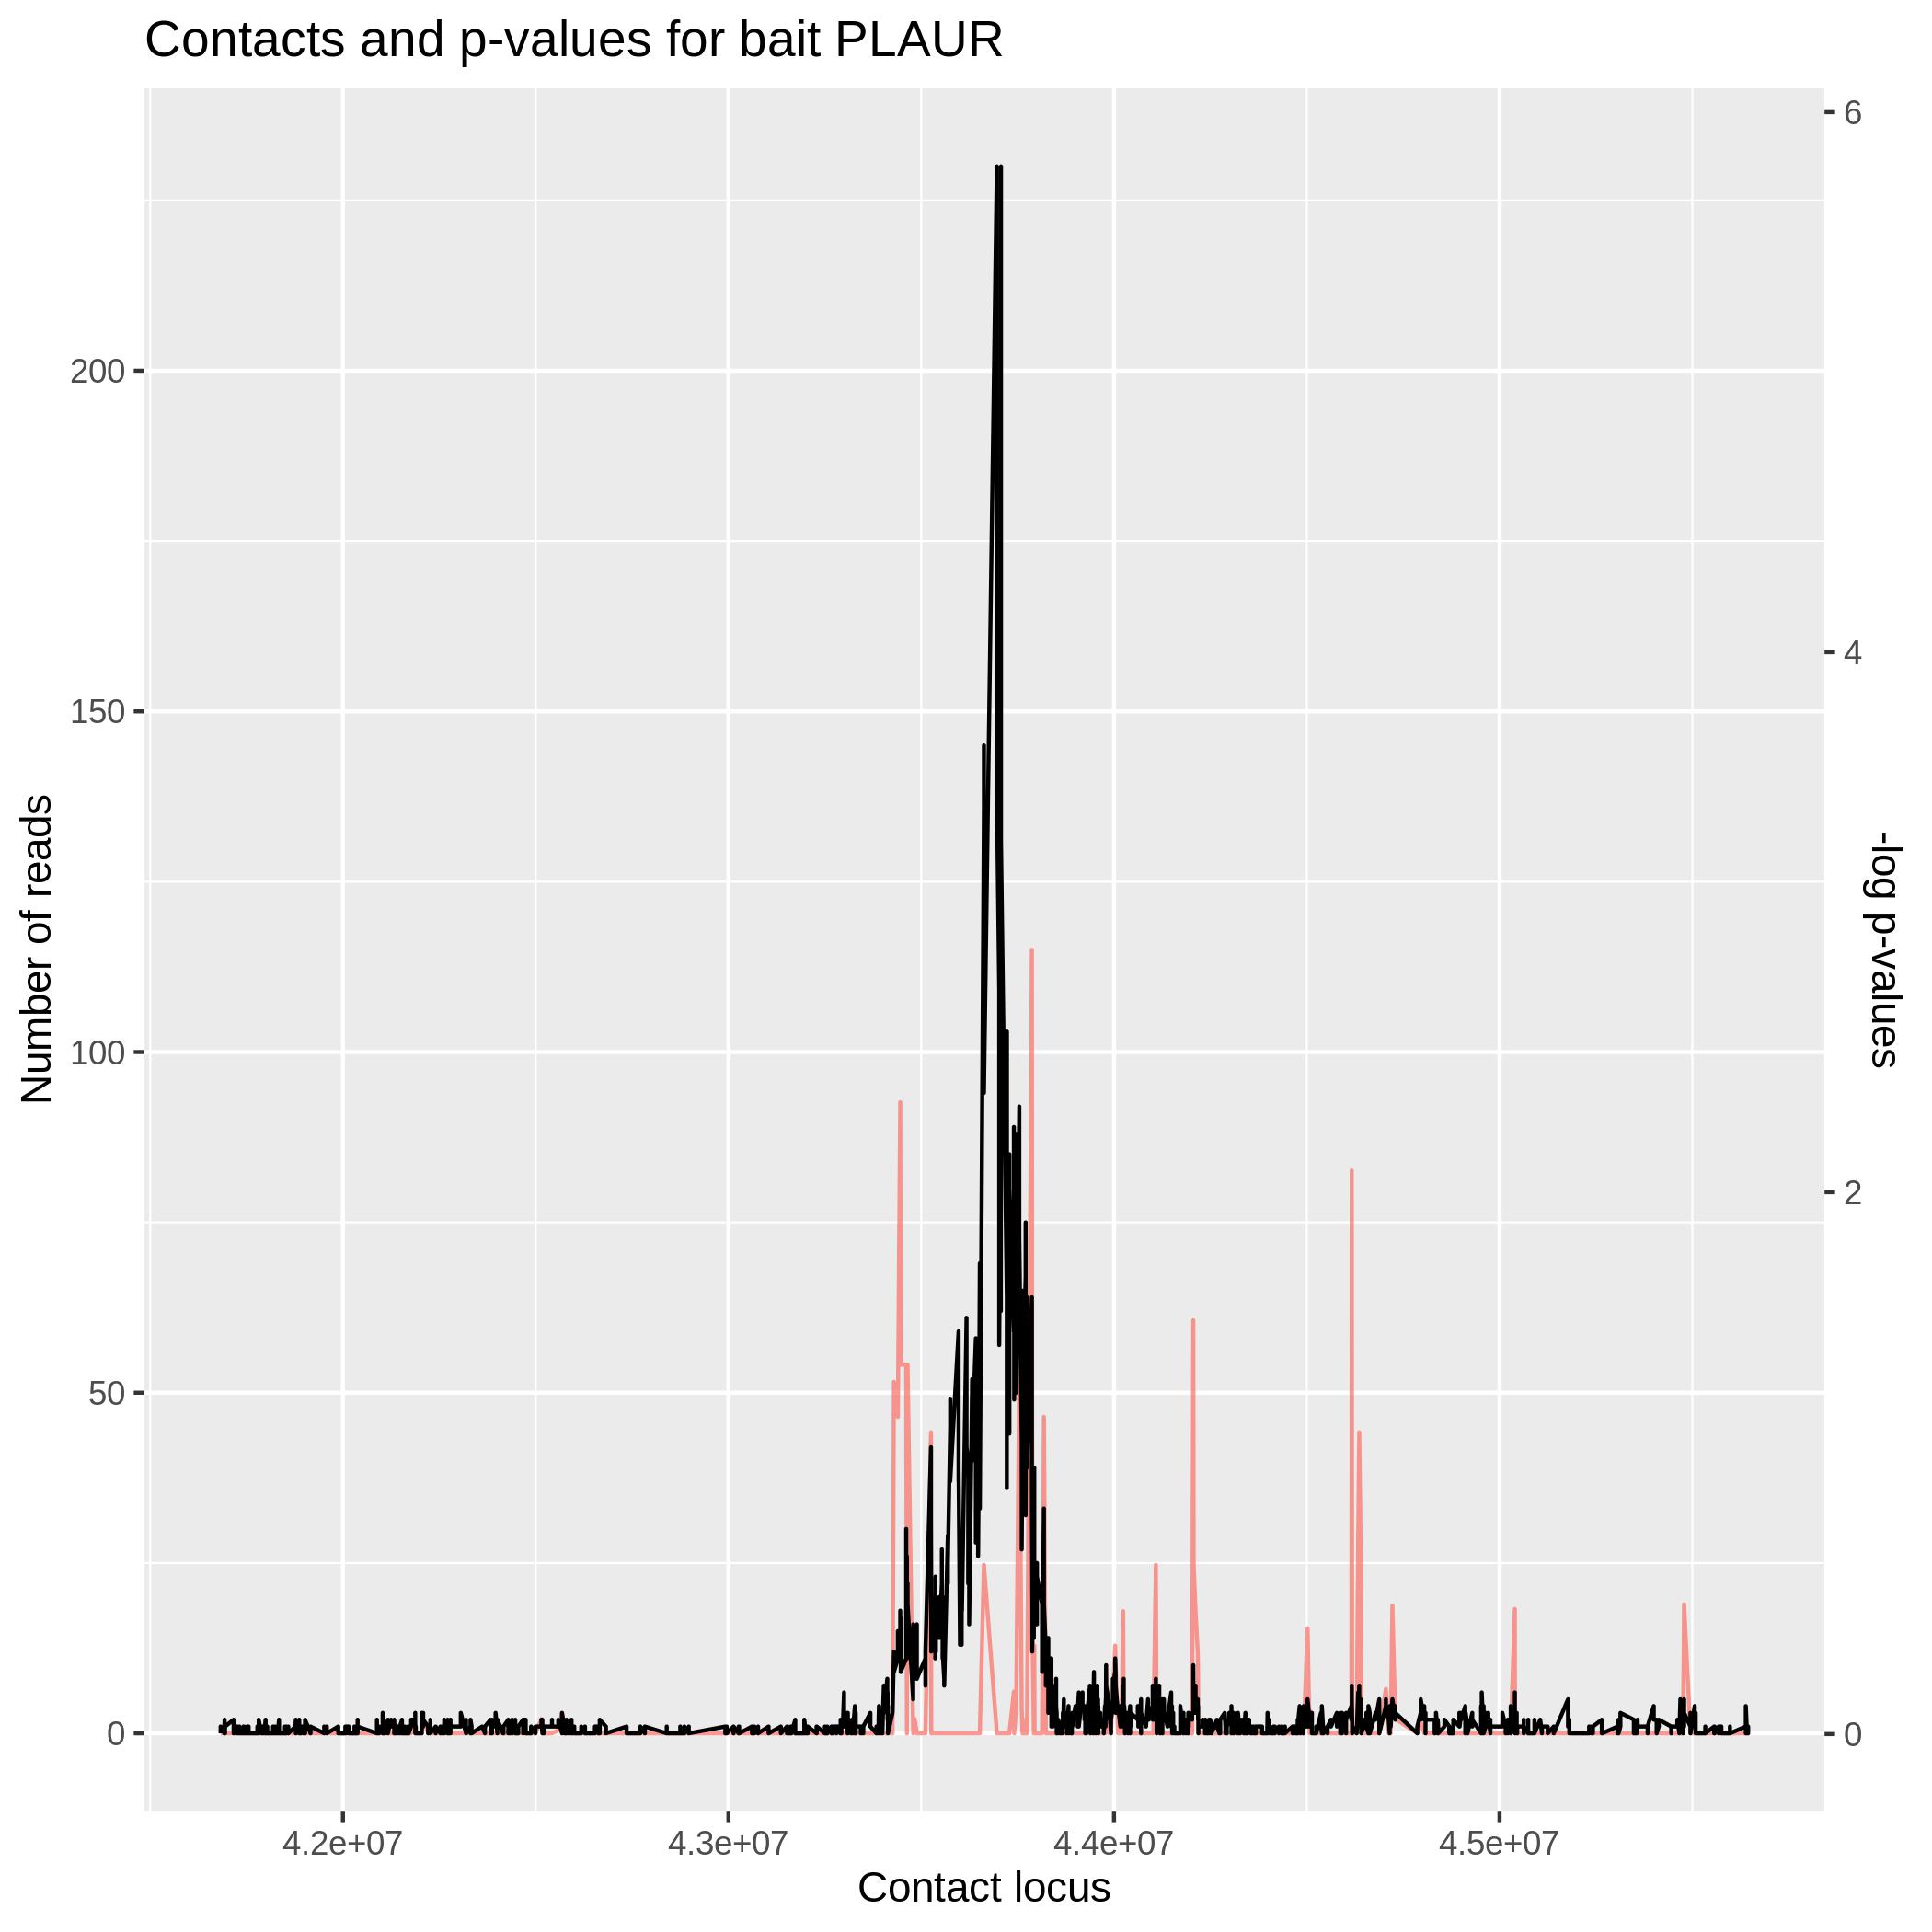 Contacts and p-values for bait PLAUR
Number of reads
200
150
100
50
0
6
4
2
0
-log p-values
4.2e+07
4.3e+07
4.4e+07
4.5e+07
Contact locus